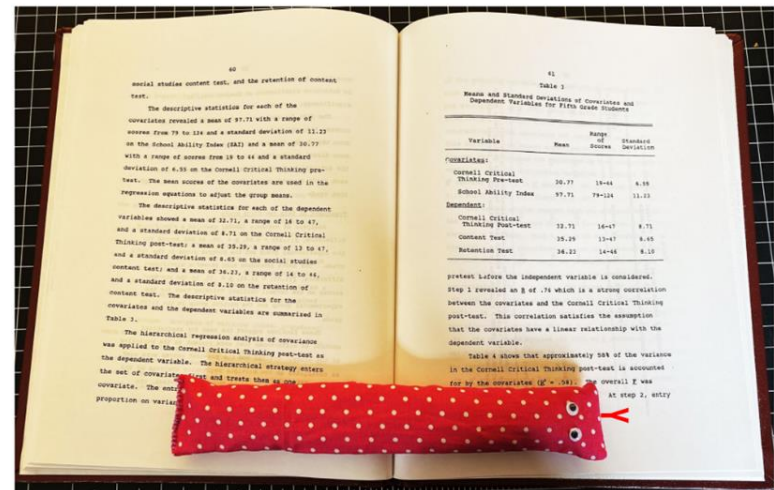 60
social studies content test, and the retention of content
test.
The descriptive statistics for each of the
covariates revealed a mean of 97.71 with a range of
scores from 79 to 124 and a standard deviation of 11.23
on the School Ability Index (SAI) and a mean of 30.77
with a range of scores from 19 to 44 and a standard
deviation of 6.55 on the Cornell Critical Thinking pre-
test. The mean scores of the covariates are used in the
regression equations to adjust the group means.
The descriptive statistics for each of the dependent
variables showed a mean of 32.71, a range of 16 to 47,
and a standard deviation of 8.71 on the Cornell Critical
Thinking post-test; a mean of 35.29, a range of 13 to 47,
and a standard deviation of 8.65 on the social studies
content test; and a mean of 36.23, a range of 14 to 46,
and a standard deviation of 8.10 on the retention of
content test. The descriptive statistics for the
covariates and the dependent variables are summarized in
Table 3.
The hierarchical regression analysis of covariance
was applied to the Cornell Critical Thinking post-test as
the dependent variable. The hierarchical strategy enters
the set of covariates first and treats them as one
covariate. The
proportion
61
Table 3
Means and Standard Deviations of Covariates and
Dependent Variables for Fifth Grade Students
Variable Mean Range of Scores Standard Deviation
Covariates:
Cornell Critical
Thinking Pre-test 30.77 19-44 6.55
School Ability Index 97.71 79-124 11.23
Dependent:
Cornell Critical
Thinking Post-test 32.71 16-47 8.71
Content Test 35.29 13-47 8.65
Retention Test 36.23 14-46 8.10
pretest before the independent variable is considered.
Step 1 revealed an R of .76 which is a strong correlation
between the covariates and the Cornell Critical Thinking
post-test. This correlation satisfies the assumption
that the covariates have a linear relationship with the
dependent variable.
Table 4 shows that approximately 58% of the variance
in the Cornell Critical Thinking post-test is accounted
for by the covariates (R² = .58). The overall F was
At step 2, entry